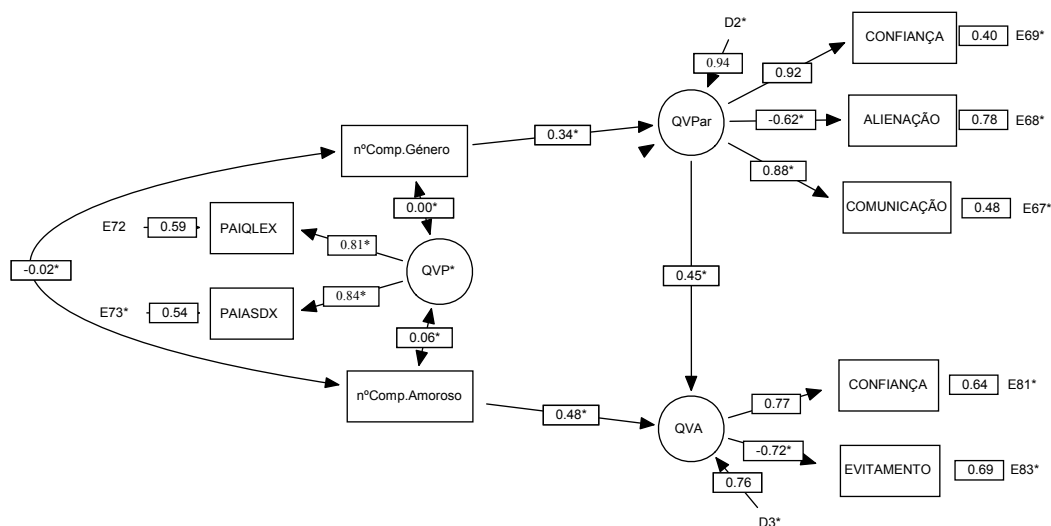 D2*
0.94
CONFIANÇA
0.40
E69*
0.92
QVPar
-0.62*
ALIENAÇÃO
0.78
E68*
0.88*
COMUNICAÇÃO
0.48
E67*
nºComp.Género
0.34*
0.00*
E72
0.59
PAIQLEX
0.81*
QVP*
-0.02*
0.45*
E73*
0.54
PAIASDX
0.84*
0.06*
nºComp.Amoroso
0.48*
QVA
0.77
CONFIANÇA
0.64
E81*
-0.72*
EVITAMENTO
0.69
E83*
0.76
D3*